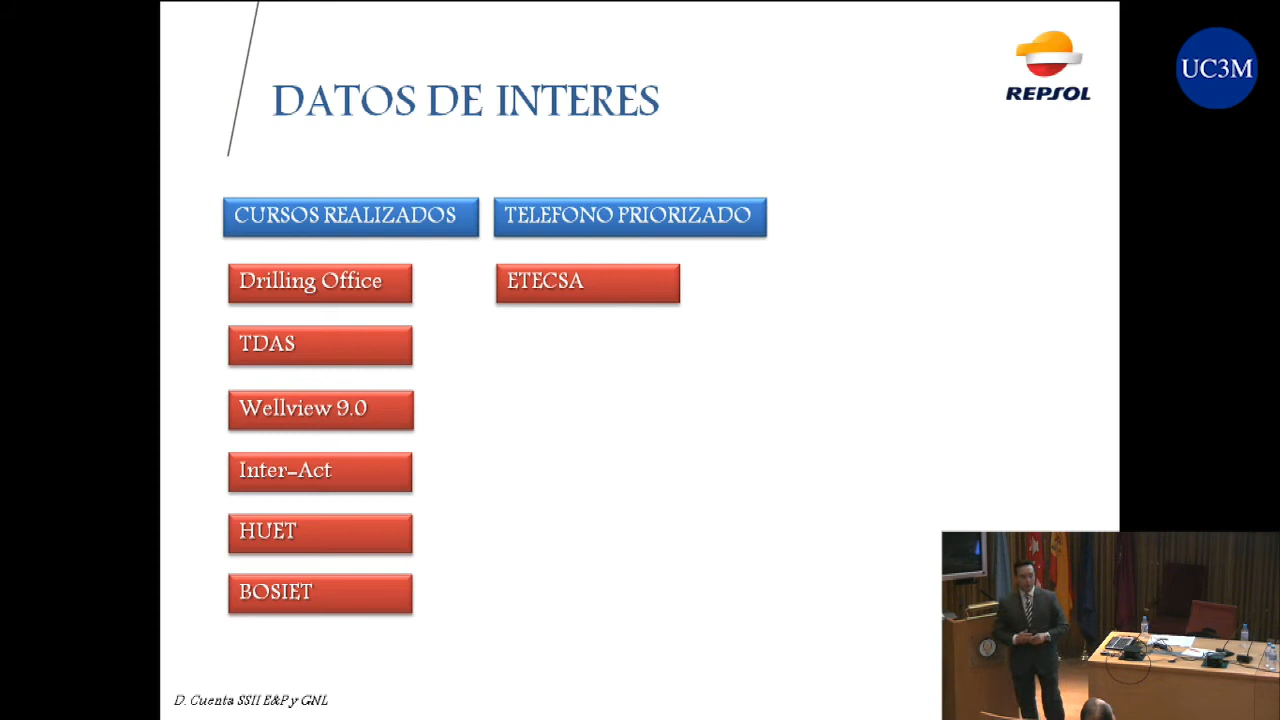 DATOS DE INTERES
REPSOL
UC3M
CURSOS REALIZADOS
TELEFONO PRIORIZADO
Drilling Office
ETECSA
TDAS
Wellview 9.0
Inter-Act
HUET
BOSIET
D. Cuenta SSII E&P y GNL